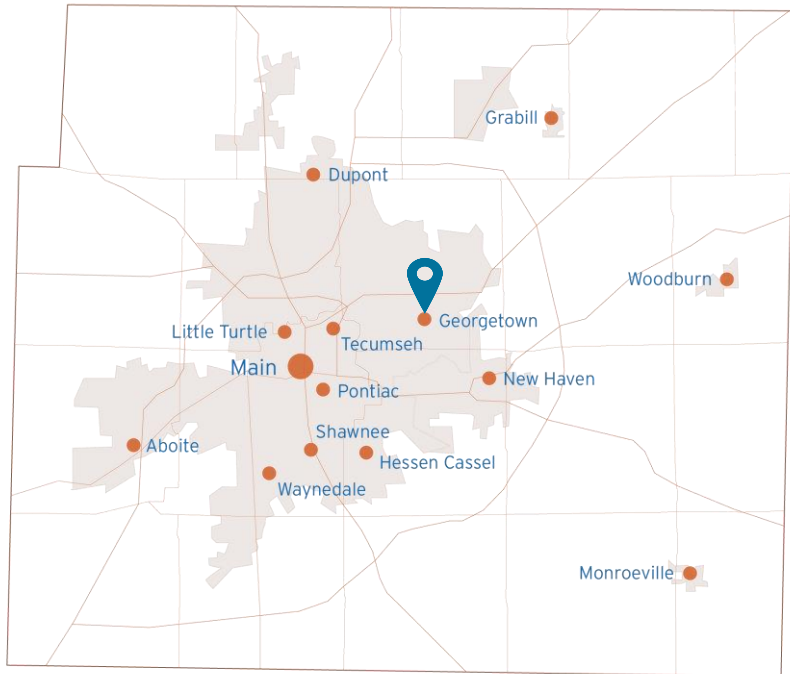 Grabill
Dupont
Woodburn
Georgetown
Little Turtle
Tecumseh
Main
New Haven
Pontiac
Shawnee
Aboite
Hessen Cassel
Waynedale
Monroeville